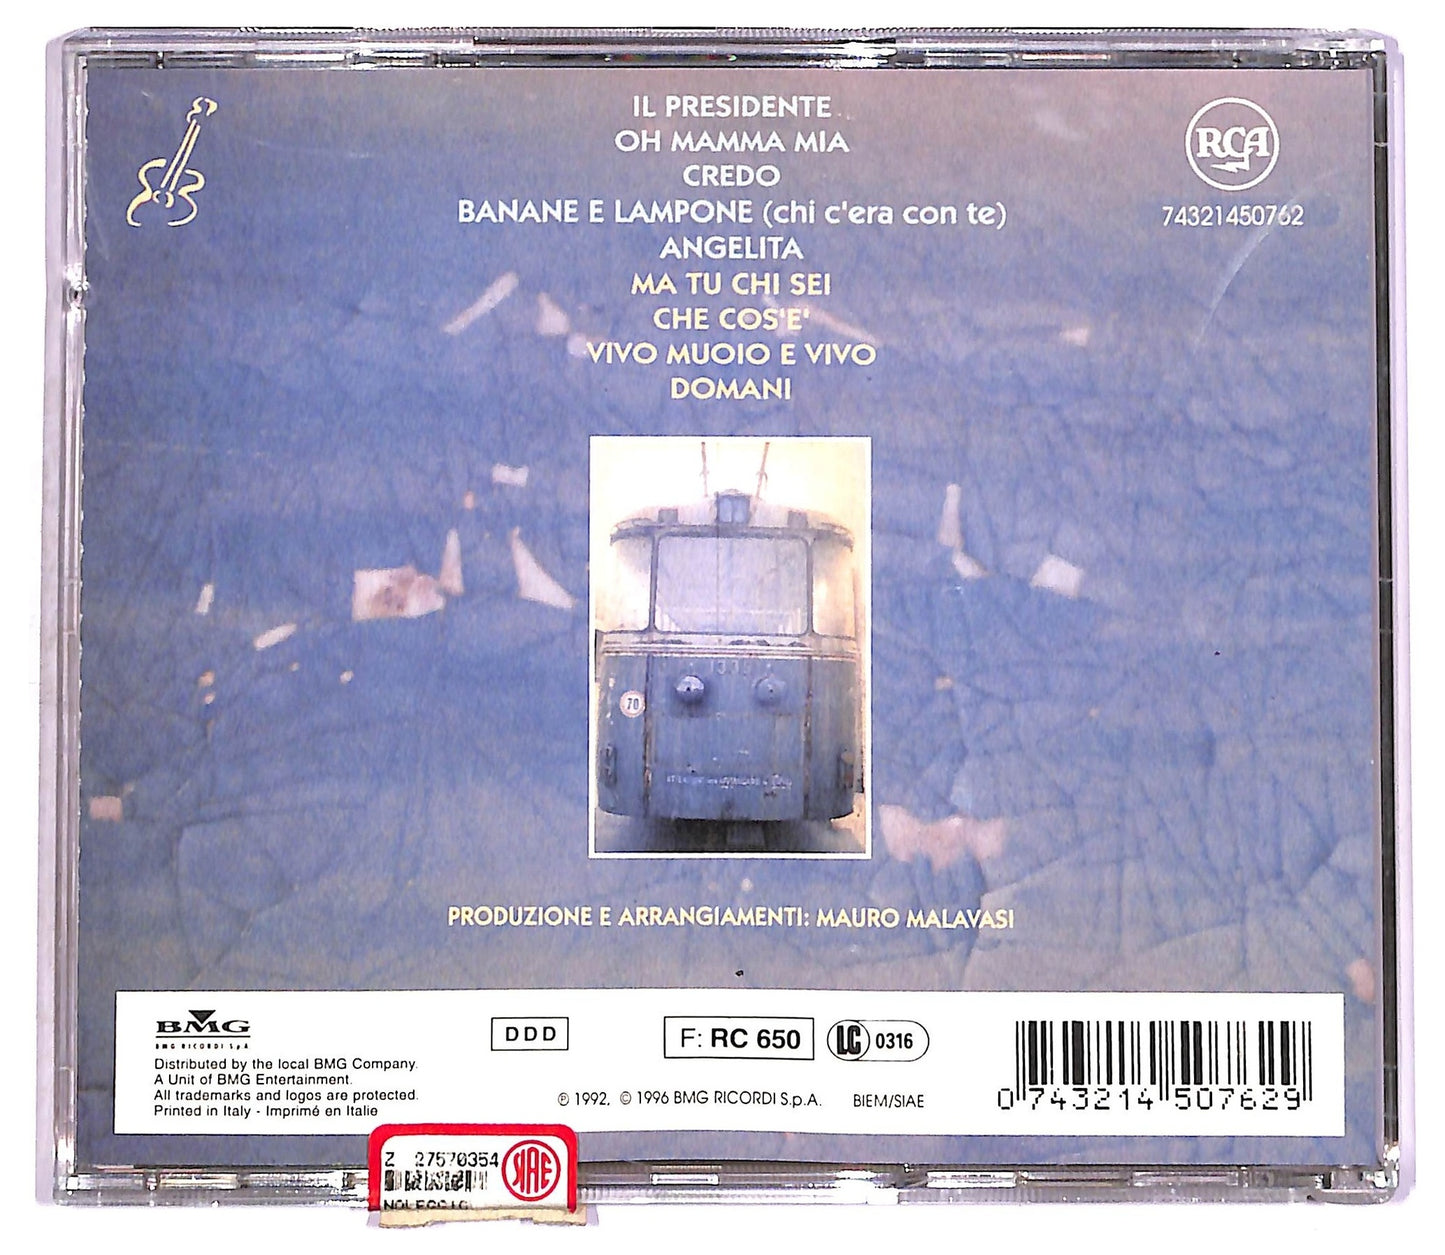 IL PRESIDENTE
OH MAMMA MIA
CREDO
BANANE E LAMPONE (chi c'era con te)
ANGELITA
MA TU CHI SEI
CHE COS'E'
VIVO MUOIO E VIVO
DOMANI
RCA
74321450762
70
PRODUZIONE E ARRANGIAMENTI: MAURO MALAVASI
BMG
BMG RICORDI S.p.A.
Distributed by the local BMG Company.
A Unit of BMG Entertainment.
All trademarks and logos are protected.
Printed in Italy - Imprimé en Italie
DDD
F: RC 650
LC 0316
℗ 1992, © 1996 BMG RICORDI S.p.A. BIEM/SIAE
0 743214 507629
Z 27570354
SIAE
NOLEGGIO